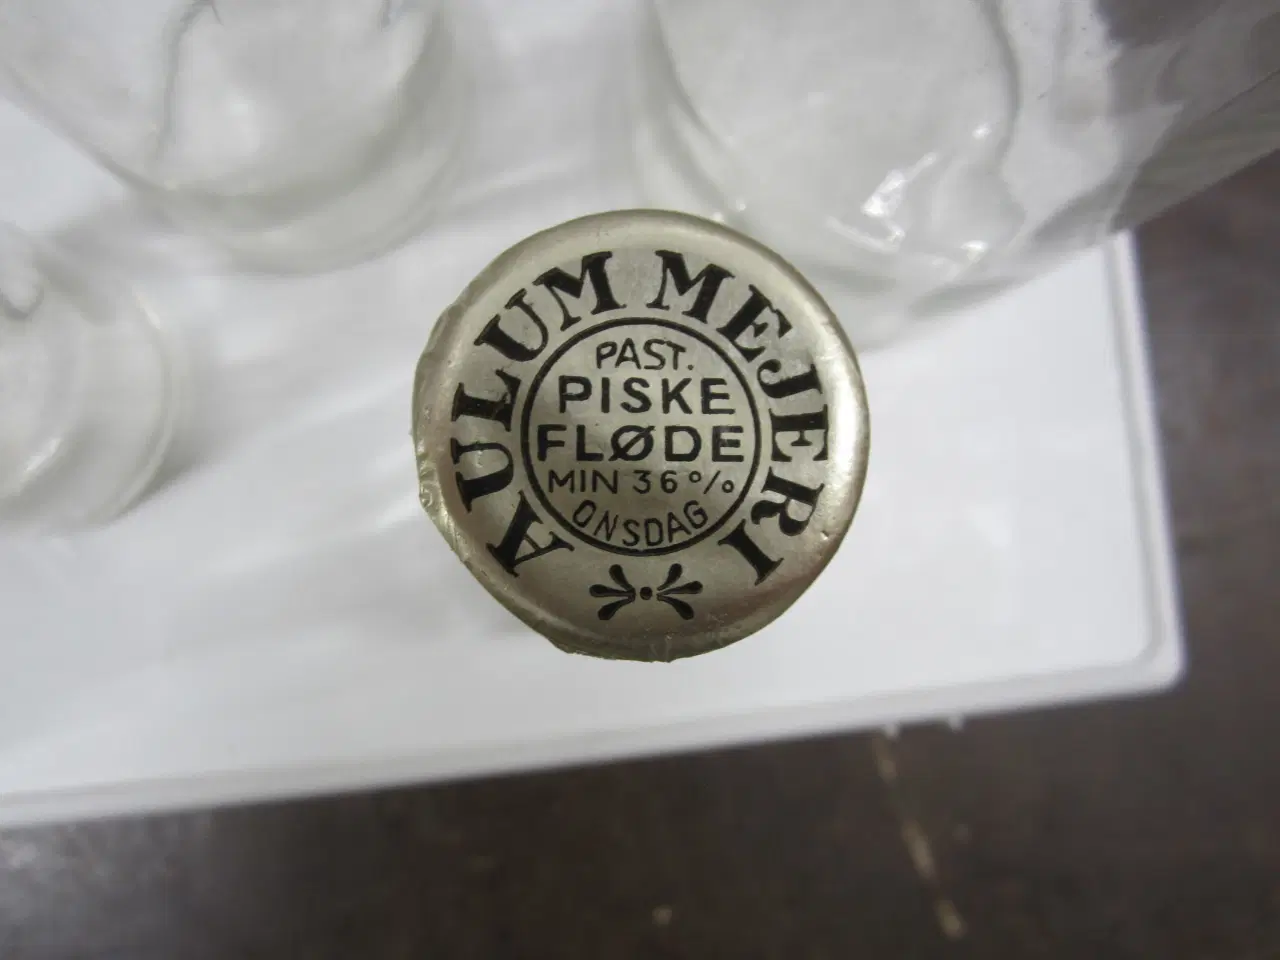 AULUM MEJERI
PAST.
PISKE
FLØDE
MIN 36%
ONSDAG